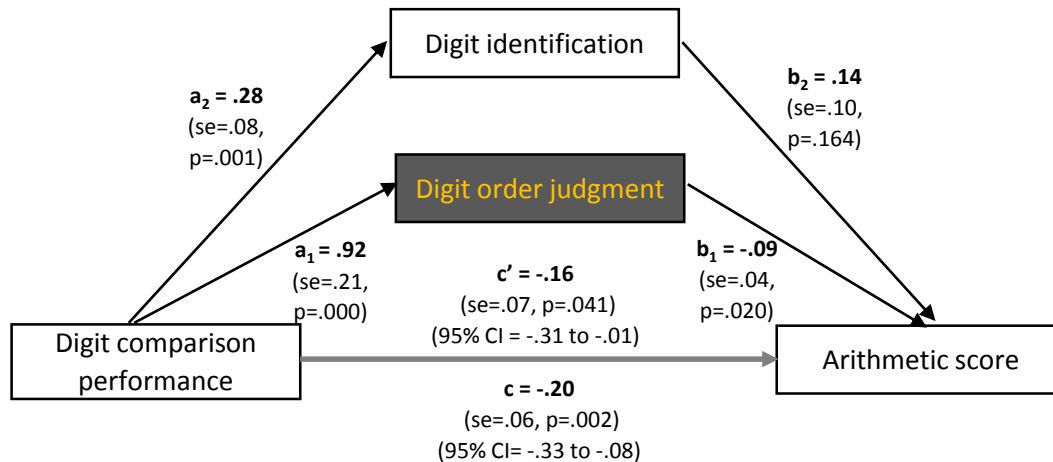 Digit identification
a₂ = .28
(se=.08,
p=.001)
b₂ = .14
(se=.10,
p=.164)
Digit order judgment
a₁ = .92
(se=.21,
p=.000)
b₁ = -.09
(se=.04,
p=.020)
c’ = -.16
(se=.07, p=.041)
(95% CI = -.31 to -.01)
Digit comparison
performance
Arithmetic score
c = -.20
(se=.06, p=.002)
(95% CI= -.33 to -.08)